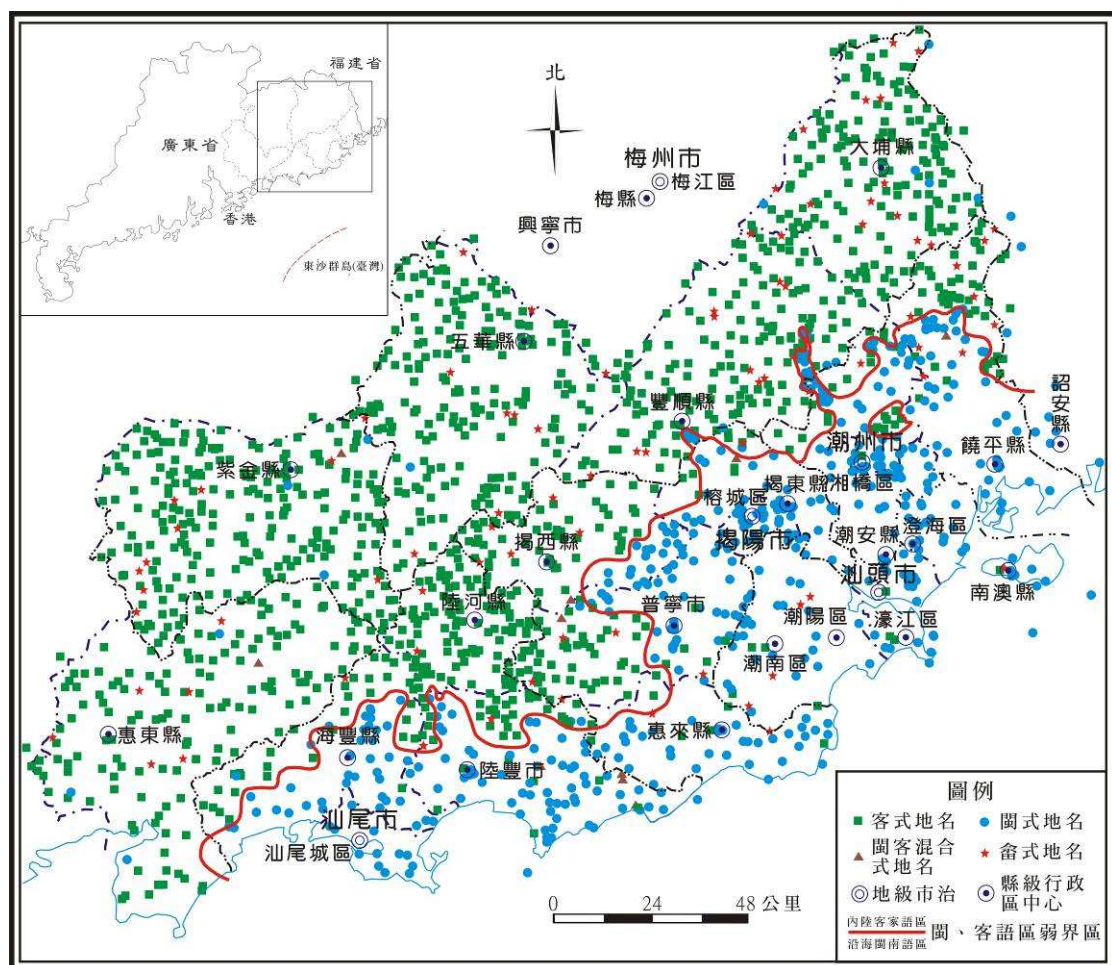 福建省
廣東省
香港
東沙群島(臺灣)
北
梅州市
梅江區
梅縣
興寧市
大埔縣
五華縣
豐順縣
詔安縣
潮州市
饒平縣
紫金縣
揭東縣
湘橋區
榕城區
揭陽市
潮安縣
澄海區
揭西縣
汕頭市
南澳縣
陸河縣
普寧市
潮陽區
濠江區
潮南區
惠東縣
海豐縣
惠來縣
陸豐市
汕尾市
汕尾城區
0 24 48 公里
圖例
客式地名
閩式地名
閩客混合
式地名
畲式地名
地級市治
縣級行政
區中心
內陸客家語區
沿海閩南語區
閩、客語區弱界區